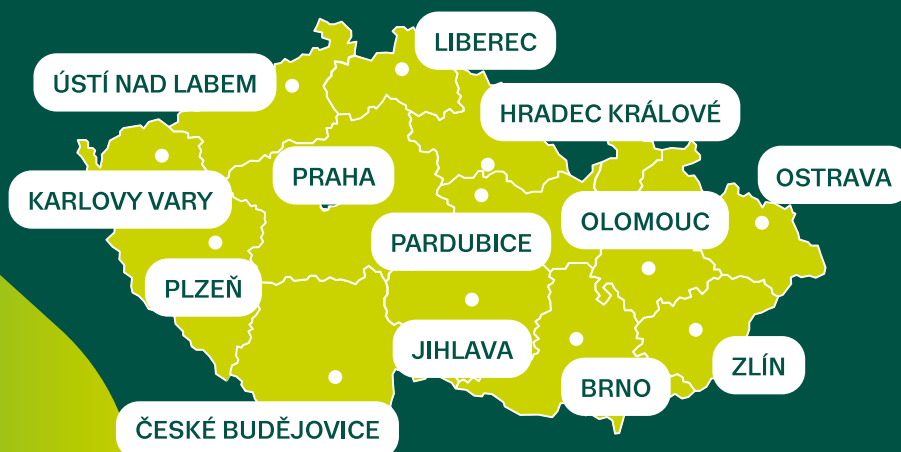 LIBEREC
ÚSTÍ NAD LABEM
HRADEC KRÁLOVÉ
PRAHA
OSTRAVA
KARLOVY VARY
OLOMOUC
PARDUBICE
PLZEŇ
JIHLAVA
ZLÍN
BRNO
ČESKÉ BUDĚJOVICE